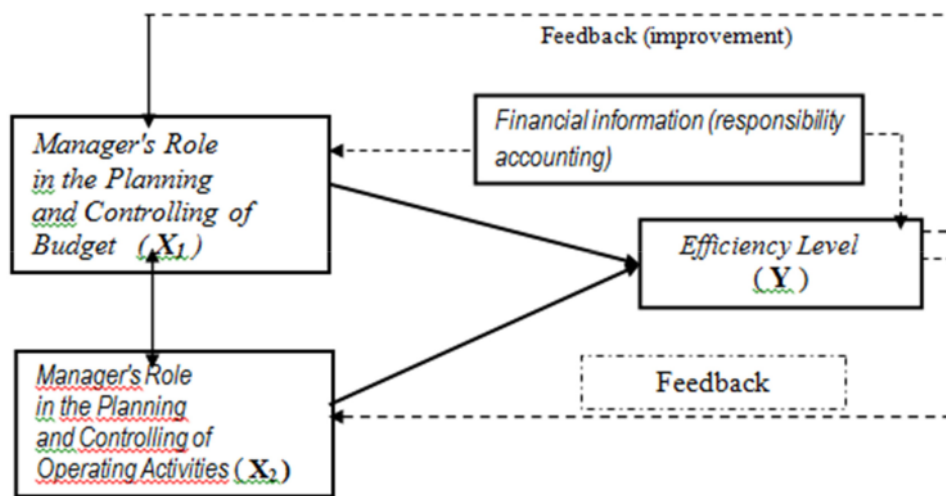 Feedback (improvement)
Financial information (responsibility
accounting)
Manager's Role
in the Planning
and Controlling of
Budget (X1)
Efficiency Level
(Y)
Manager's Role
in the Planning
and Controlling of
Operating Activities (X2)
Feedback